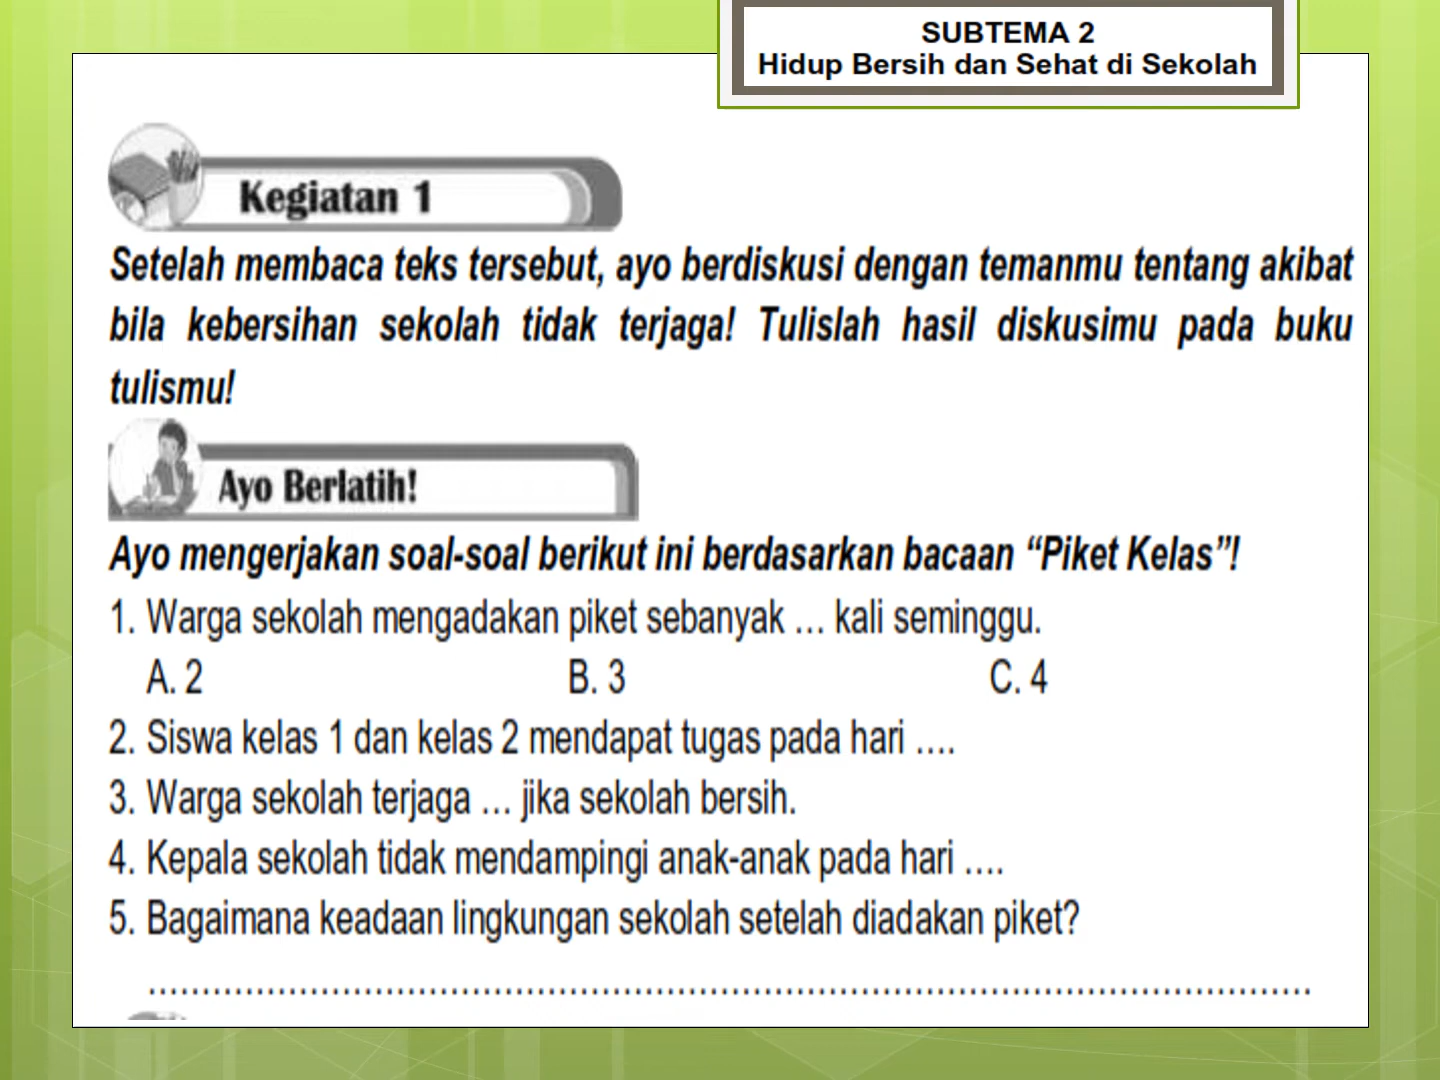 SUBTEMA 2
Hidup Bersih dan Sehat di Sekolah
Kegiatan 1
Setelah membaca teks tersebut, ayo berdiskusi dengan temanmu tentang akibat
bila kebersihan sekolah tidak terjaga! Tulislah hasil diskusimu pada buku
tulismu!
Ayo Berlatih!
Ayo mengerjakan soal-soal berikut ini berdasarkan bacaan “Piket Kelas”!
1. Warga sekolah mengadakan piket sebanyak … kali seminggu.
A. 2 B. 3 C. 4
2. Siswa kelas 1 dan kelas 2 mendapat tugas pada hari ….
3. Warga sekolah terjaga … jika sekolah bersih.
4. Kepala sekolah tidak mendampingi anak-anak pada hari ….
5. Bagaimana keadaan lingkungan sekolah setelah diadakan piket?
............................................................................................................